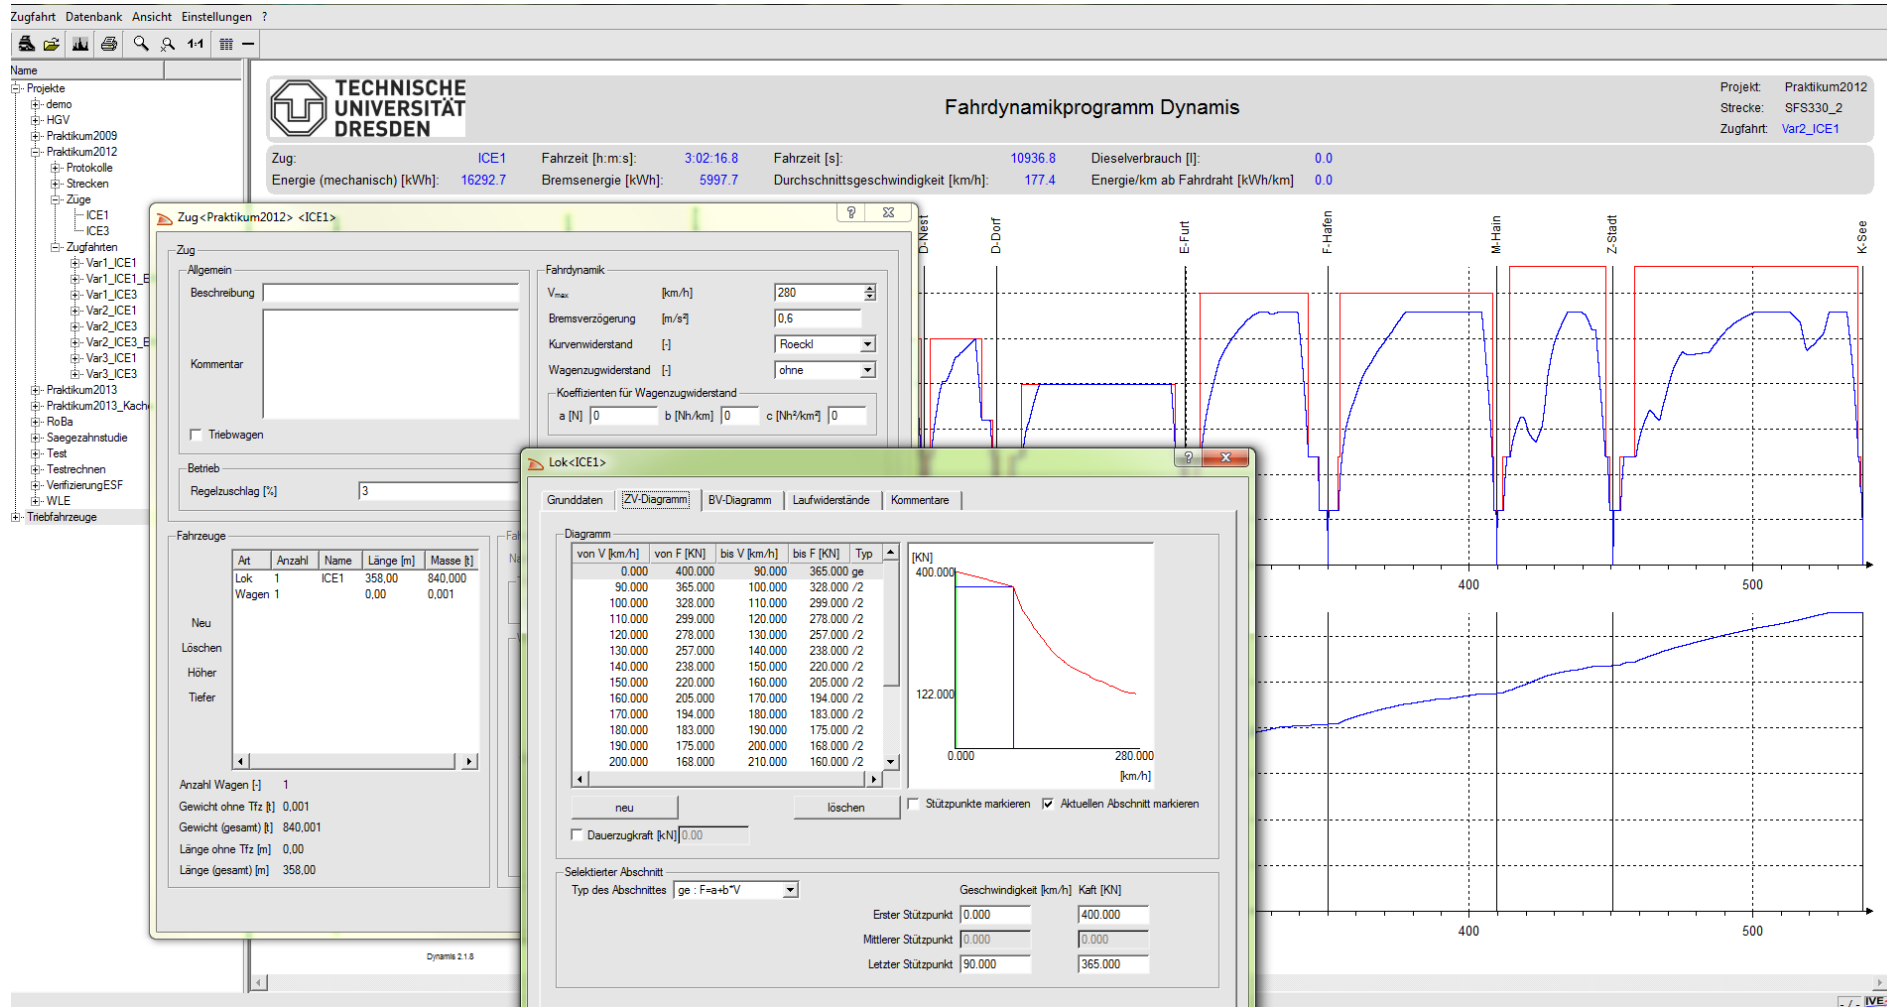 Zugfahrt Datenbank Ansicht Einstellungen ?
1:1
Name
Projekte
demo
HGV
Praktikum2009
Praktikum2012
Protokolle
Strecken
Züge
ICE1
ICE3
Zugfahrten
Var1_ICE1
Var1_ICE1_E
Var1_ICE3
Var2_ICE1
Var2_ICE3
Var2_ICE3_E
Var3_ICE1
Var3_ICE3
Praktikum2013
Praktikum2013_Kach
RoBa
Saegezahnstudie
Test
Testrechnen
VerifizierungESF
WLE
Triebfahrzeuge
TECHNISCHE
UNIVERSITÄT
DRESDEN
Fahrdynamikprogramm Dynamis
Projekt: Praktikum2012
Strecke: SFS330_2
Zugfahrt: Var2_ICE1
Zug: ICE1 Fahrzeit [h:m:s]: 3:02:16.8 Fahrzeit [s]: 10936.8 Dieselverbrauch [l]: 0.0
Energie (mechanisch) [kWh]: 16292.7 Bremsenergie [kWh]: 5997.7 Durchschnittsgeschwindigkeit [km/h]: 177.4 Energie/km ab Fahrdraht [kWh/km] 0.0
D-Nest
D-Dorf
E-Furt
F-Hafen
M-Hain
Z-Stadt
K-See
400
500
400
500
Zug<Praktikum2012> <ICE1>
Zug
Allgemein
Beschreibung
Kommentar
Triebwagen
Betrieb
Regelzuschlag [%] 3
Fahrdynamik
Vmax [km/h] 280
Bremsverzögerung [m/s²] 0,6
Kurvenwiderstand [-] Roeckl
Wagenzugwiderstand [-] ohne
Koeffizienten für Wagenzugwiderstand
a [N] 0 b [Nh/km] 0 c [Nh²/km²] 0
Fahrzeuge
Art Anzahl Name Länge [m] Masse [t]
Lok 1 ICE1 358,00 840,000
Wagen 1 0,00 0,001
Neu
Löschen
Höher
Tiefer
Anzahl Wagen [-] 1
Gewicht ohne Tfz [t] 0,001
Gewicht (gesamt) [t] 840,001
Länge ohne Tfz [m] 0,00
Länge (gesamt) [m] 358,00
Lok<ICE1>
Grunddaten ZV-Diagramm BV-Diagramm Laufwiderstände Kommentare
Diagramm
von V [km/h] von F [KN] bis V [km/h] bis F [KN] Typ
0.000 400.000 90.000 365.000 ge
90.000 365.000 100.000 328.000 /2
100.000 328.000 110.000 299.000 /2
110.000 299.000 120.000 278.000 /2
120.000 278.000 130.000 257.000 /2
130.000 257.000 140.000 238.000 /2
140.000 238.000 150.000 220.000 /2
150.000 220.000 160.000 205.000 /2
160.000 205.000 170.000 194.000 /2
170.000 194.000 180.000 183.000 /2
180.000 183.000 190.000 175.000 /2
190.000 175.000 200.000 168.000 /2
200.000 168.000 210.000 160.000 /2
[KN]
400.000
122.000
0.000 280.000
[km/h]
neu löschen
Stützpunkte markieren Aktuellen Abschnitt markieren
Dauerzugkraft [kN] 0.00
Selektierter Abschnitt
Typ des Abschnittes ge : F=a+b*V
Geschwindigkeit [km/h] Kaft [KN]
Erster Stützpunkt 0.000 400.000
Mittlerer Stützpunkt 0.000 0.000
Letzter Stützpunkt 90.000 365.000
Dynamis 2.1.8
- / -
IVE